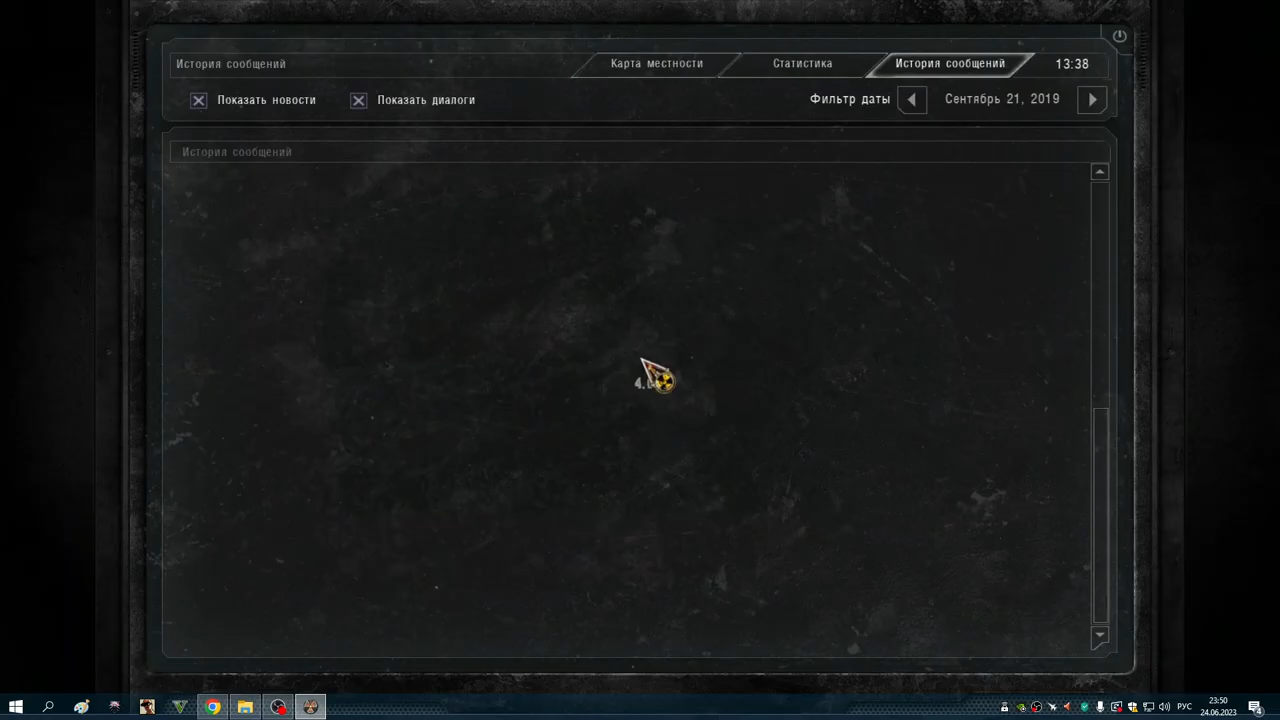 История сообщений
Карта местности
Статистика
История сообщений
13:38
Показать новости
Показать диалоги
Фильтр даты
Сентябрь 21, 2019
История сообщений
РУС
23:50
24.06.2023